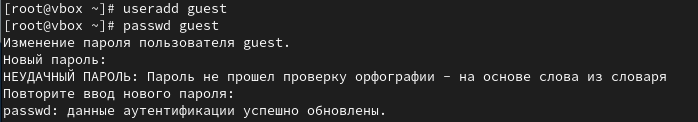 [root@vbox ~]# useradd guest
[root@vbox ~]# passwd guest
Изменение пароля пользователя guest.
Новый пароль:
НЕУДАЧНЫЙ ПАРОЛЬ: Пароль не прошел проверку орфографии - на основе слова из словаря
Повторите ввод нового пароля:
passwd: данные аутентификации успешно обновлены.